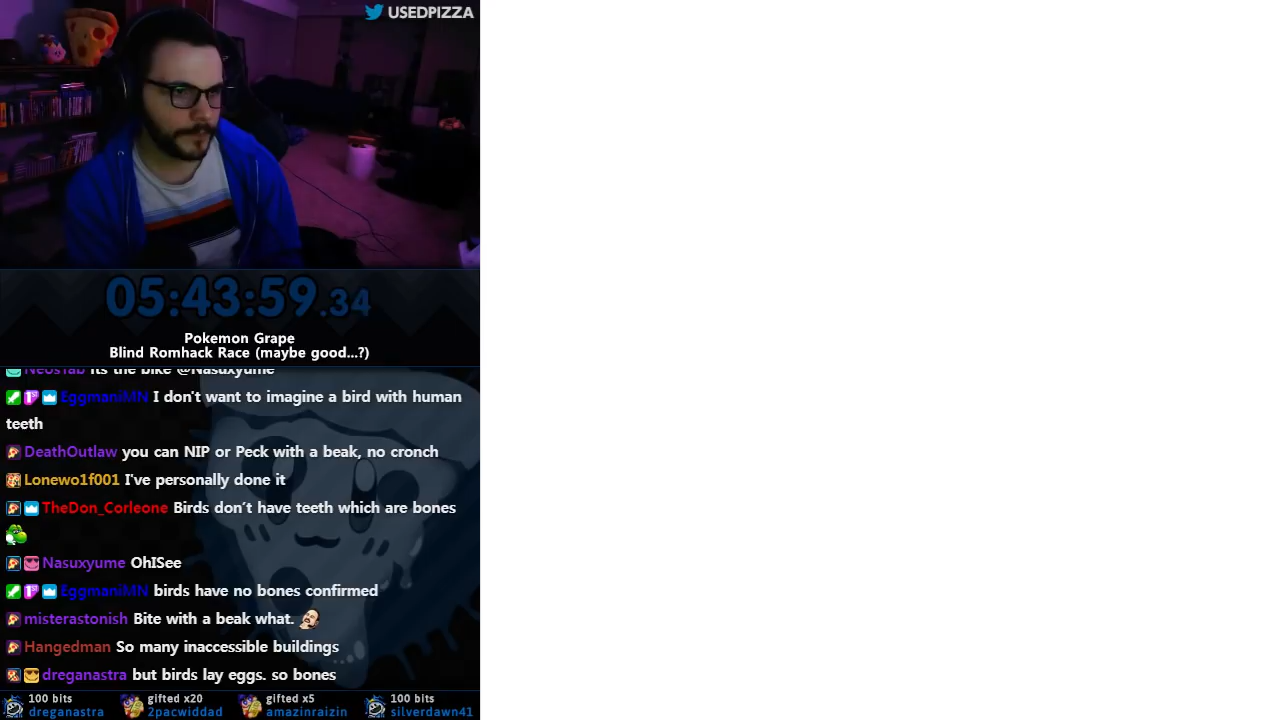 USEDPIZZA
05:43:59.34
Pokemon Grape
Blind Romhack Race (maybe good...?)
NeosTab Its the bike @Nasuxyume
EggmaniMN I don't want to imagine a bird with human
teeth
DeathOutlaw you can NIP or Peck with a beak, no cronch
Lonewo1f001 I've personally done it
TheDon_Corleone Birds don't have teeth which are bones
Nasuxyume OhISee
EggmaniMN birds have no bones confirmed
misterastonish Bite with a beak what.
Hangedman So many inaccessible buildings
dreganastra but birds lay eggs. so bones
100 bits gifted x20 gifted x5 100 bits
dreganastra 2pacwiddad amazinraizin silverdawn41